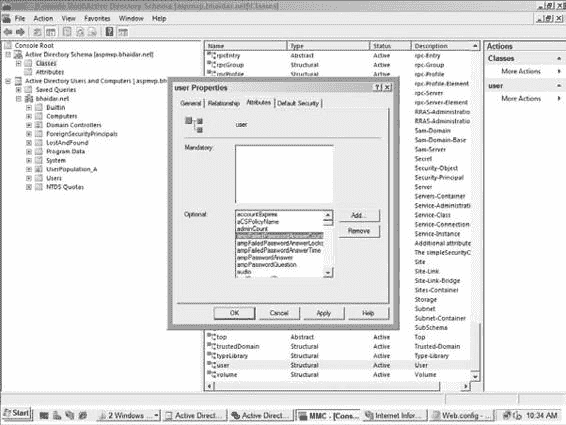 File Action View Favorites Window Help
Console Root
Active Directory Schema [aspmvp.bhaidar.net]
Classes
Attributes
Active Directory Users and Computers [aspmvp.bhaidar.net]
Saved Queries
bhaidar.net
Builtin
Computers
Domain Controllers
ForeignSecurityPrincipals
LostAndFound
Program Data
System
UserPopulation_A
Users
NTDS Quotas
Name Type Status Description
rpcEntry Abstract Active rpc-Entry
rpcGroup Structural Active rpc-Group
rpcProfile Structural Active rpc-Profile
rpc-Profile-Element
rpc-Server
RRAS-Administratio
RRAS-Administratio
Sam-Domain
Sam-Domain-Base
Sam-Server
Secret
Security-Object
Security-Principal
Server
Servers-Container
Service-Administrati
Service-Class
Service-Connection
Service-Instance
Additional attribute
The simpleSecurityC
Site
Site-Link
Site-Link-Bridge
Sites-Container
Storage
Subnet
Subnet-Container
SubSchema
top Abstract Active Top
trustedDomain Structural Active Trusted-Domain
typeLibrary Structural Active Type-Library
user Structural Active User
volume Structural Active Volume
Actions
Classes
More Actions
user
More Actions
user Properties
General Relationship Attributes Default Security
user
Mandatory:
Optional:
accountExpires
aCSPolicyName
adminCount
ampFailedPasswordAnswerLocko
ampFailedPasswordAnswerTime
ampPasswordAnswer
ampPasswordQuestion
audio
Add...
Remove
OK Cancel Apply Help
Start
2 Windows ...
Active Direct...
Active Direct...
MMC - [Cons...
Internet Infor...
Web.config - ...
10:34 AM